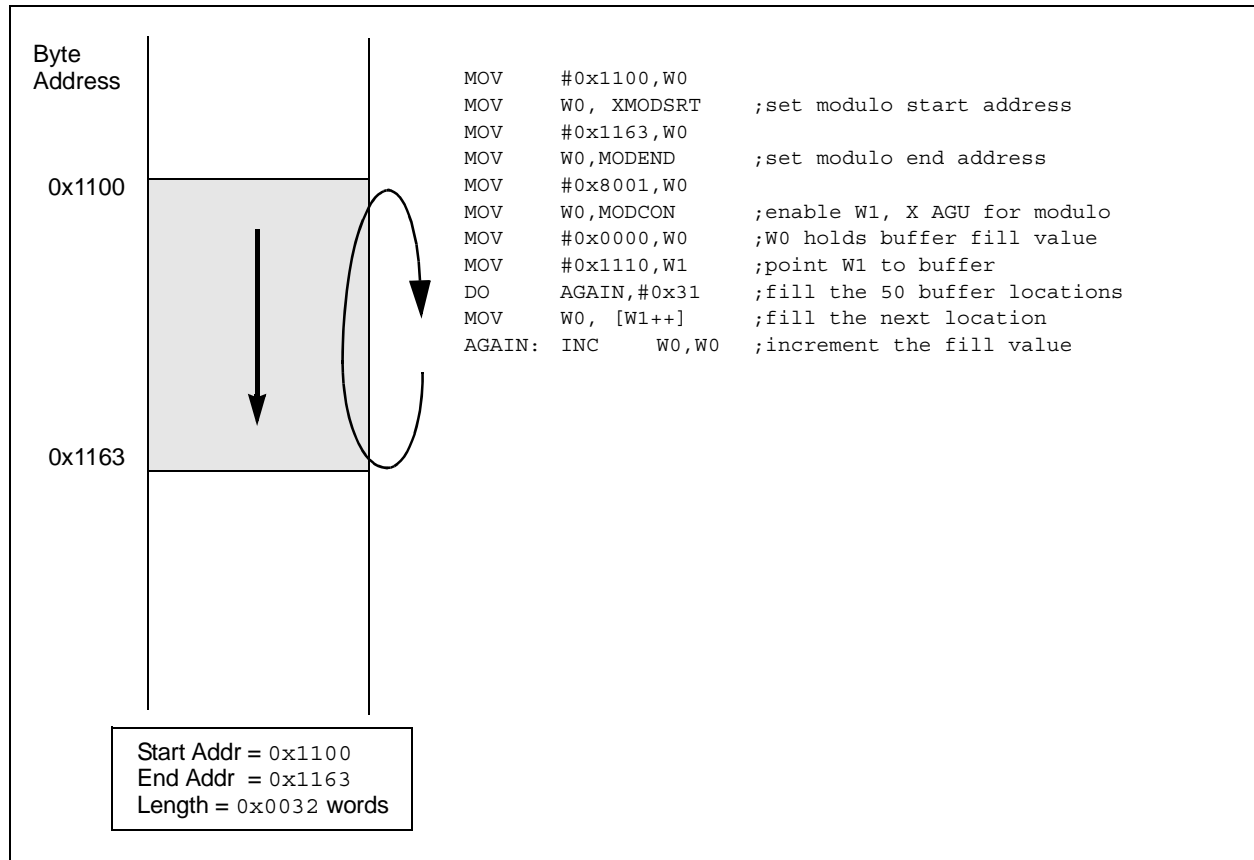 Byte
Address
0x1100
0x1163
MOV #0x1100,W0
MOV W0, XMODSRT ;set modulo start address
MOV #0x1163,W0
MOV W0,MODEND ;set modulo end address
MOV #0x8001,W0
MOV W0,MODCON ;enable W1, X AGU for modulo
MOV #0x0000,W0 ;W0 holds buffer fill value
MOV #0x1110,W1 ;point W1 to buffer
DO AGAIN,#0x31 ;fill the 50 buffer locations
MOV W0, [W1++] ;fill the next location
AGAIN: INC W0,W0 ;increment the fill value
Start Addr = 0x1100
End Addr = 0x1163
Length = 0x0032 words